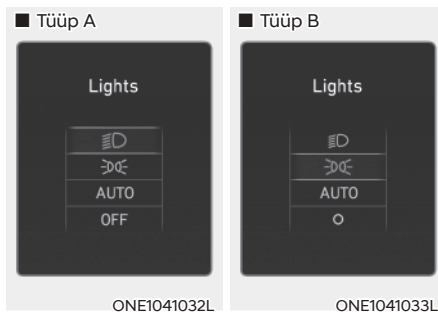 ■ Tüüp A
Lights
AUTO
OFF
ONE1041032L
■ Tüüp B
Lights
AUTO
ONE1041033L